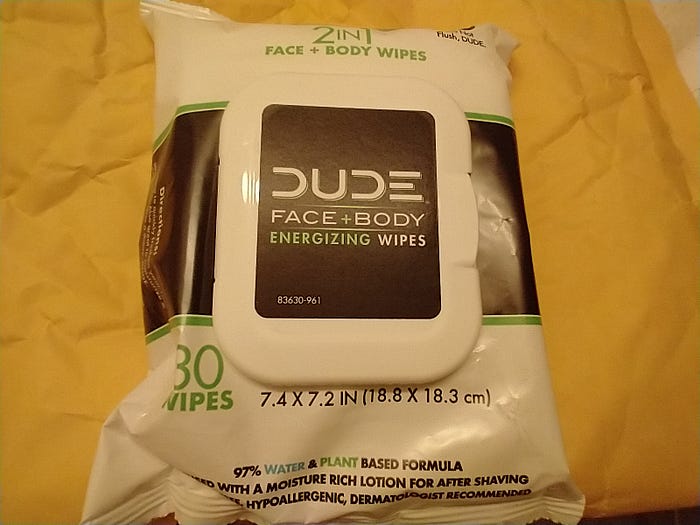 2IN1
FACE + BODY WIPES
Flush, DUDE.
DUDE
FACE+BODY
ENERGIZING WIPES
83630-961
Directions:
30
WIPES
7.4 X 7.2 IN (18.8 X 18.3 cm)
97% WATER & PLANT BASED FORMULA
WITH A MOISTURE RICH LOTION FOR AFTER SHAVING
HYPOALLERGENIC, DERMATOLOGIST RECOMMENDED